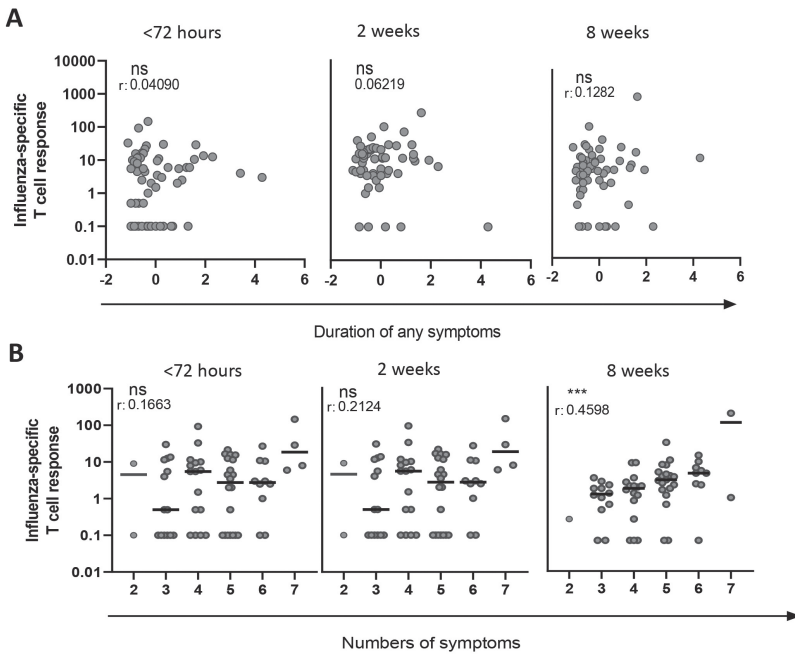 A
<72 hours
2 weeks
8 weeks
Influenza-specific
T cell response
10000
1000
100
10
1
0.1
0.01
ns
r: 0.04090
ns
0.06219
ns
r: 0.1282
-2 0 2 4 6
-2 0 2 4 6
-2 0 2 4 6
Duration of any symptoms
B
<72 hours
2 weeks
8 weeks
Influenza-specific
T cell response
1000
100
10
1
0.1
0.01
ns
r: 0.1663
ns
r: 0.2124
***
r: 0.4598
2 3 4 5 6 7
2 3 4 5 6 7
2 3 4 5 6 7
Numbers of symptoms